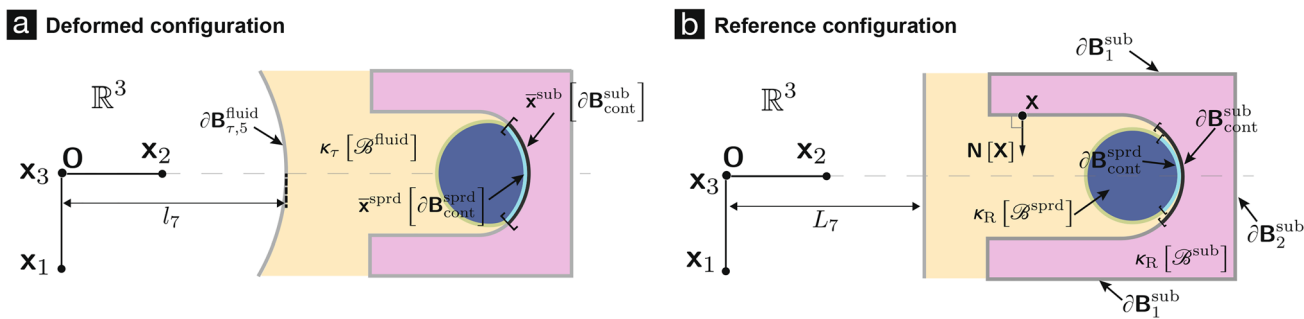 a Deformed configuration
ℝ³
∂B^fluid_τ,5
κ_τ [ℬ^fluid]
x̅^sub [∂B^sub_cont]
x̅^sprd [∂B^sprd_cont]
O
x₂
x₃
x₁
l₇
b Reference configuration
ℝ³
∂B^sub_1
X
N [X]
∂B^sub_cont
∂B^sprd_cont
κ_R [ℬ^sprd]
∂B^sub_2
κ_R [ℬ^sub]
∂B^sub_1
O
x₂
x₃
x₁
L₇